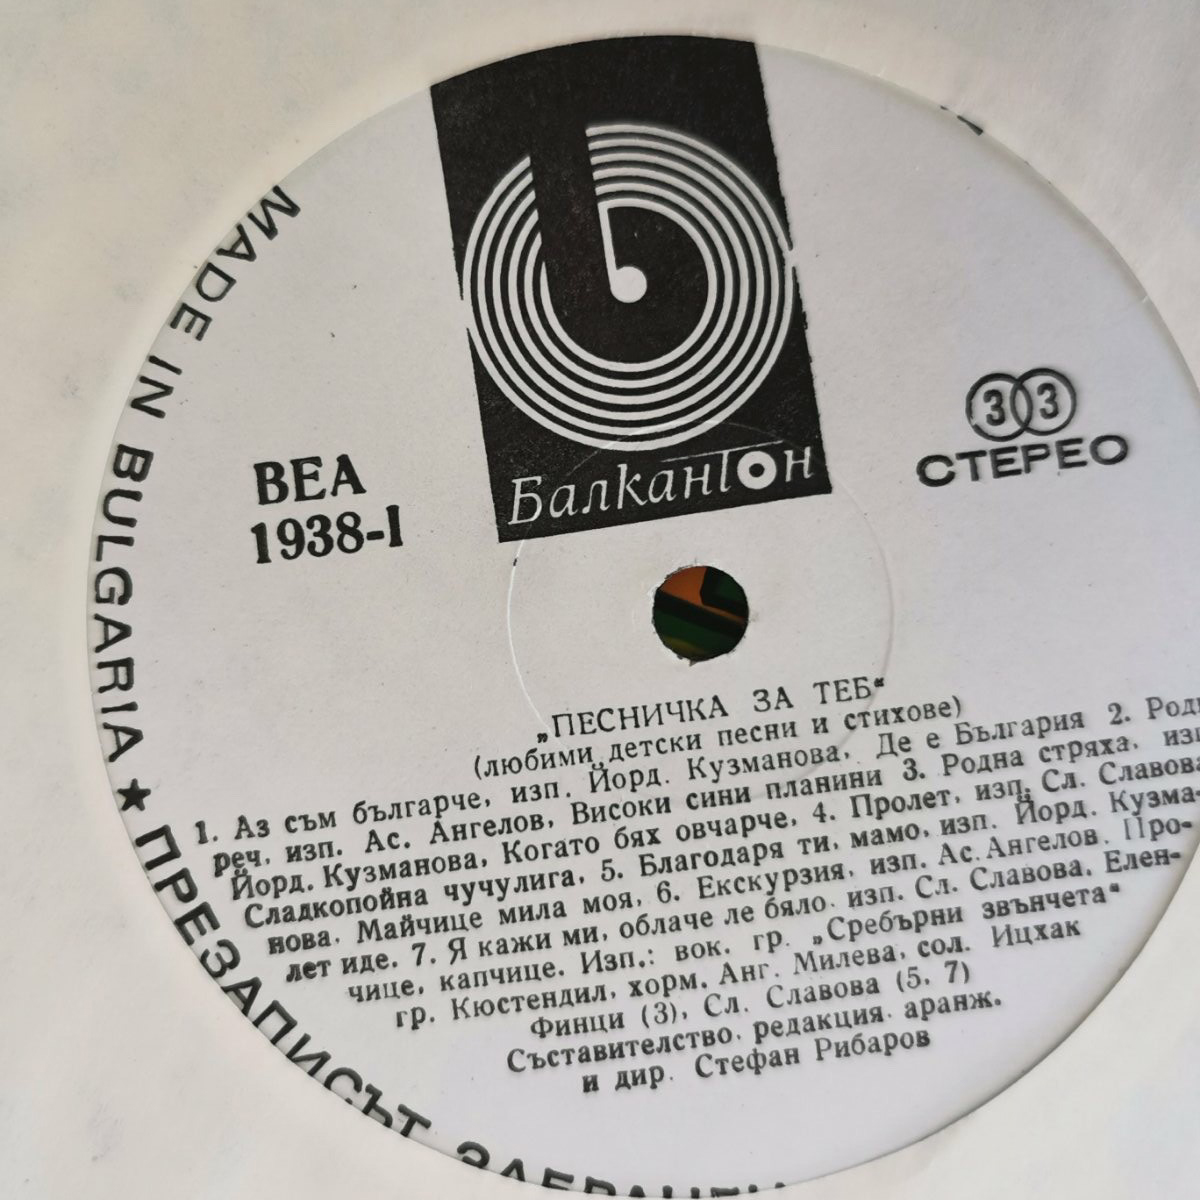 Балкантон
ВЕА
1938-I
33
СТЕРЕО
„ПЕСНИЧКА ЗА ТЕБ“
(любими детски песни и стихове)
1. Аз съм българче, изп. Йорд. Кузманова, Де е България 2. Родн
реч, изп. Ас. Ангелов, Високи сини планини 3. Родна стряха, изп
Йорд. Кузманова, Когато бях овчарче, 4. Пролет, изп. Сл. Славова
Сладкопойна чучулига, 5. Благодаря ти, мамо, изп. Йорд. Кузма-
нова, Майчице мила моя, 6. Екскурзия, изп. Ас. Ангелов, Про-
лет иде, 7. Я кажи ми, облаче ле бяло, изп. Сл. Славова, Елен-
чице, капчице. Изп.: вок. гр. „Сребърни звънчета“
гр. Кюстендил, хорм. Анг. Милева, сол. Ицхак
Финци (3), Сл. Славова (5, 7)
Съставителство, редакция, аранж.
и дир. Стефан Рибаров
MADE IN BULGARIA ★ ПРЕЗАПИСЪТ ЗАБРАНЕН